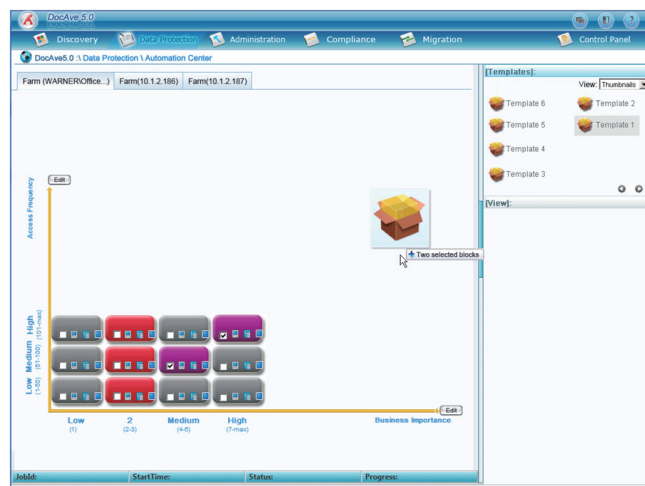 DocAve 5.0
Discovery
Data Protection
Administration
Compliance
Migration
Control Panel
DocAve5.0 :\ Data Protection \ Automation Center
Farm (WARNER\Office...)
Farm(10.1.2.186)
Farm(10.1.2.187)
[Templates]:
View: Thumbnails
Template 6
Template 2
Template 5
Template 1
Template 4
Template 3
[View]:
Edit
Access Frequency
Two selected blocks
High
(101-max)
Medium
(51-100)
Low
(1-50)
Edit
Low
2
Medium
High
Business Importance
(1)
(2-3)
(4-6)
(7-max)
JobId:
StartTime:
Status:
Progress: